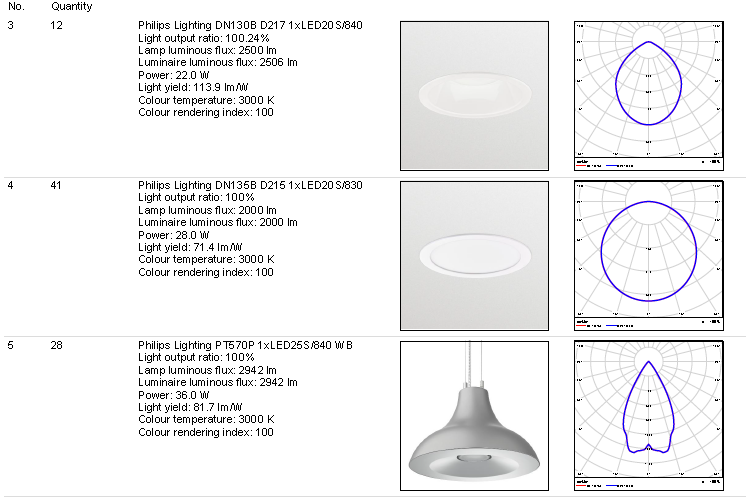 No. Quantity
3 12 Philips Lighting DN130B D217 1xLED20S/840
Light output ratio: 100.24%
Lamp luminous flux: 2500 lm
Luminaire luminous flux: 2506 lm
Power: 22.0 W
Light yield: 113.9 lm/W
Colour temperature: 3000 K
Colour rendering index: 100
4 41 Philips Lighting DN135B D215 1xLED20S/830
Light output ratio: 100%
Lamp luminous flux: 2000 lm
Luminaire luminous flux: 2000 lm
Power: 28.0 W
Light yield: 71.4 lm/W
Colour temperature: 3000 K
Colour rendering index: 100
5 28 Philips Lighting PT570P 1xLED25S/840 WB
Light output ratio: 100%
Lamp luminous flux: 2942 lm
Luminaire luminous flux: 2942 lm
Power: 36.0 W
Light yield: 81.7 lm/W
Colour temperature: 3000 K
Colour rendering index: 100